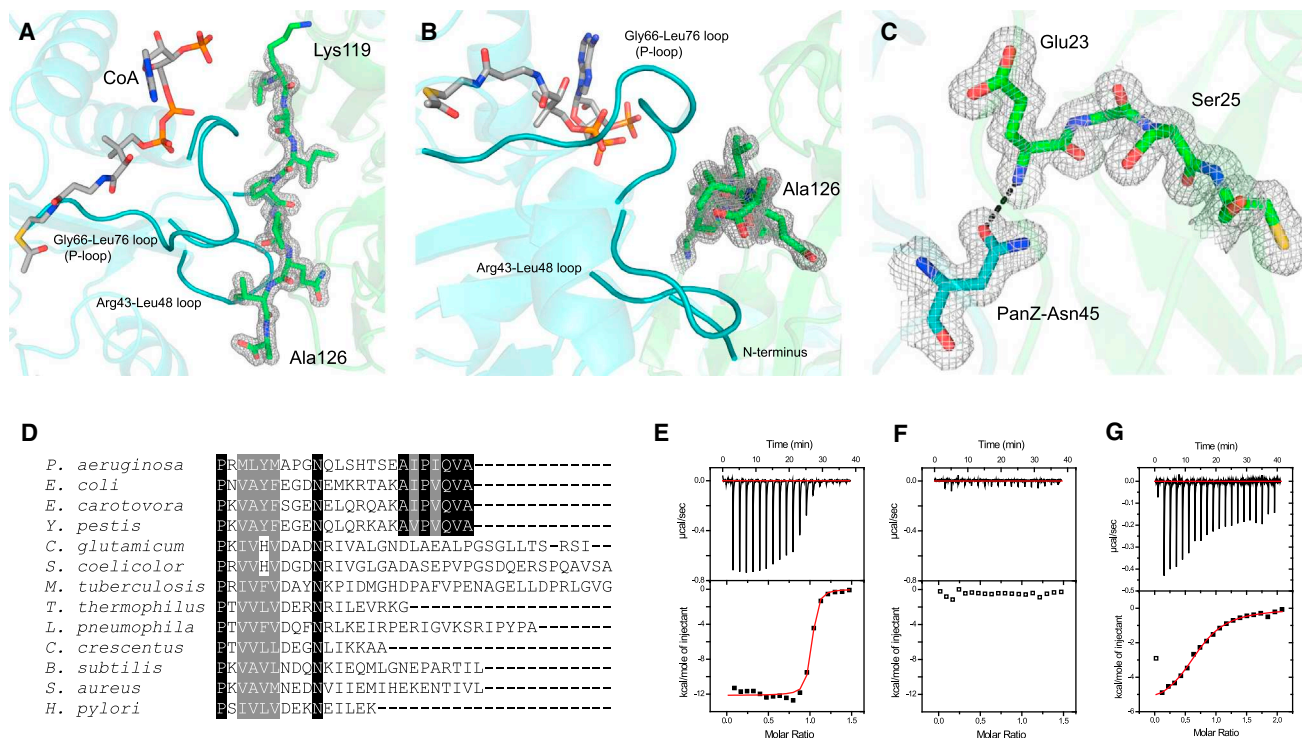 A
CoA
Lys119
Gly66-Leu76 loop
(P-loop)
Arg43-Leu48 loop
Ala126
B
Gly66-Leu76 loop
(P-loop)
Ala126
Arg43-Leu48 loop
N-terminus
C
Glu23
Ser25
PanZ-Asn45
D
P. aeruginosa PRMLYMAPGNQLSHTSEAIPIQVA-------------
E. coli PNVAYFEGDNEMKRTAKAIPVQVA-------------
E. carotovora PKVAYFSGDNELQRQAKAIPVQVA-------------
Y. pestis PKVAYFEGENELQRKAKAVPVQVA-------------
C. glutamicum PKIVHVDADNRIVALGNDLAEALPGSGLLTS-RSI--
S. coelicolor PRVVHVDGDNRIVGLGADASEPVPGSDQERSPQAVSA
M. tuberculosis PRIVFVDAYNKPIDMGHDPAFVPENAGELLDPRLGVG
T. thermophilus PTVVLVDERNRILEVRKG-------------------
L. pneumophila PTVVFVDQFNRLKEIRPERIGVKSRIPYPA-------
C. crescentus PTVVLLDEGNLIKKAA---------------------
B. subtilis PKVAVLNDQNKIEQMLGNEPARTIL------------
S. aureus PKVAVMNEDNVIIEMIHEKENTIVL------------
H. pylori PSIVLVDEKNEILEK----------------------
E
Time (min)
0 10 20 30 40
µcal/sec
0.0
-0.4
-0.8
0
-4
-8
-12
kcal/mole of injectant
0.0 0.5 1.0 1.5
Molar Ratio
F
Time (min)
0 10 20 30 40
µcal/sec
0.0
-0.4
-0.8
0
-4
-8
-12
kcal/mole of injectant
0.0 0.5 1.0 1.5
Molar Ratio
G
Time (min)
0 10 20 30 40
µcal/sec
0.0
-0.1
-0.2
-0.3
-0.4
-0.5
0
-2
-4
-6
kcal/mole of injectant
0.0 0.5 1.0 1.5 2.0
Molar Ratio